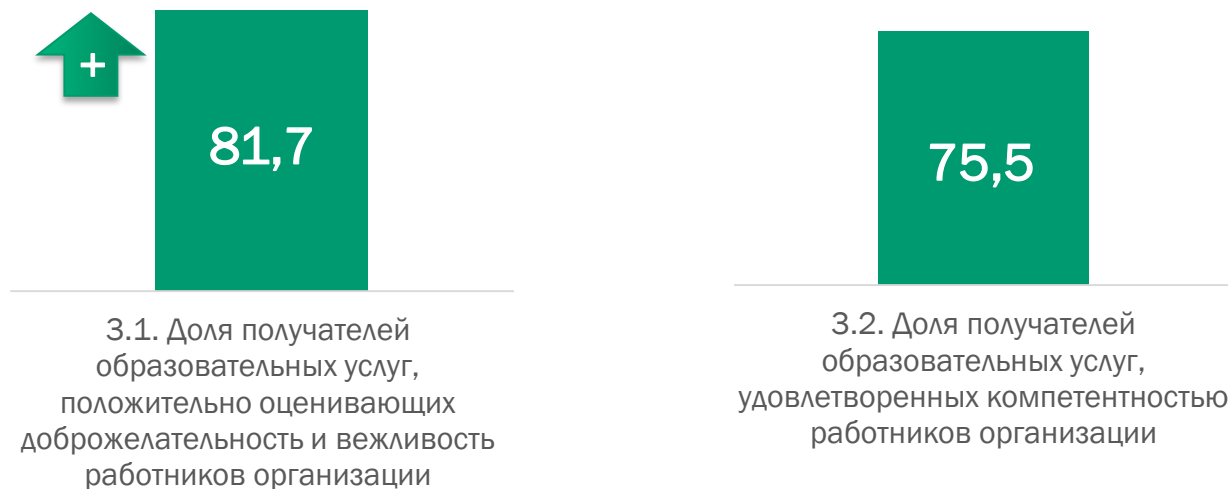 +
81,7
3.1. Доля получателей
образовательных услуг,
положительно оценивающих
доброжелательность и вежливость
работников организации
75,5
3.2. Доля получателей
образовательных услуг,
удовлетворенных компетентностью
работников организации